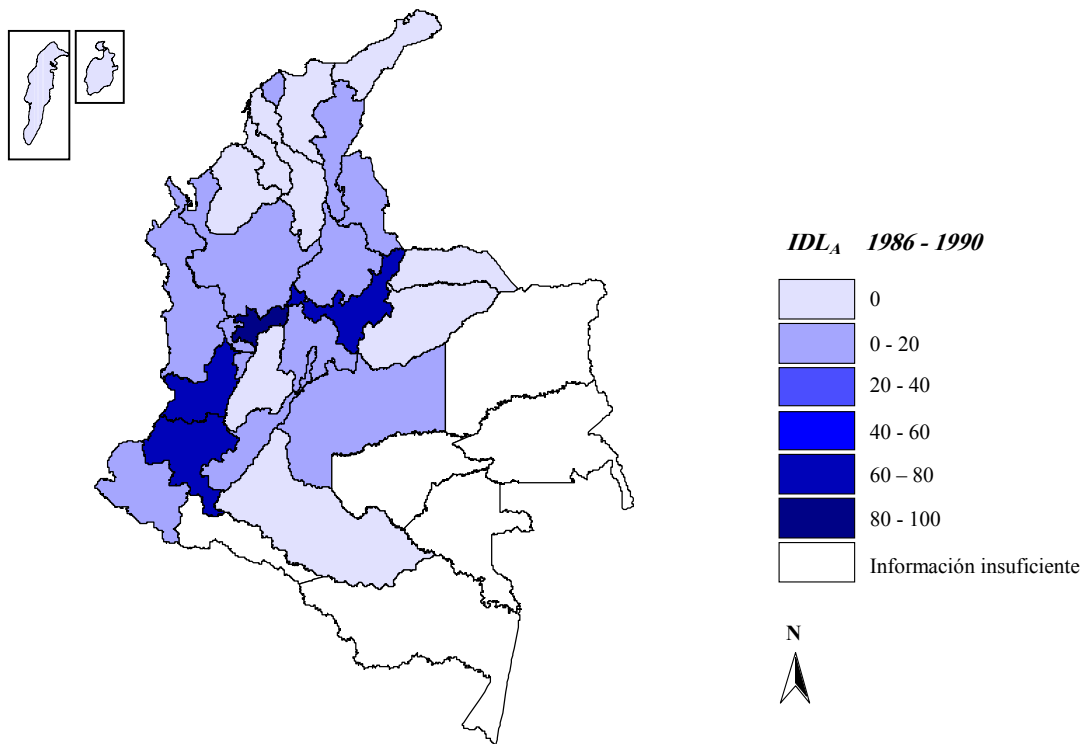 IDLA 1986 - 1990
0
0 - 20
20 - 40
40 - 60
60 – 80
80 - 100
Información insuficiente
N